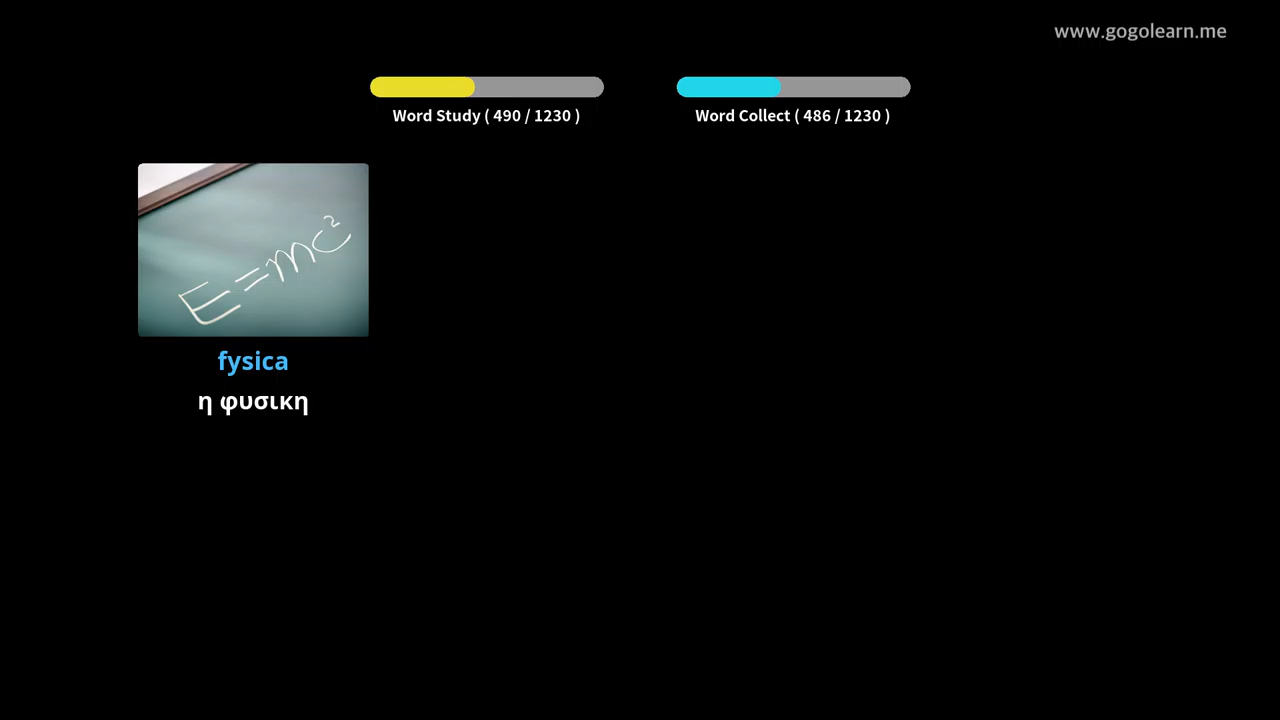 www.gogolearn.me
Word Study ( 490 / 1230 )
Word Collect ( 486 / 1230 )
E=mc²
fysica
η φυσικη